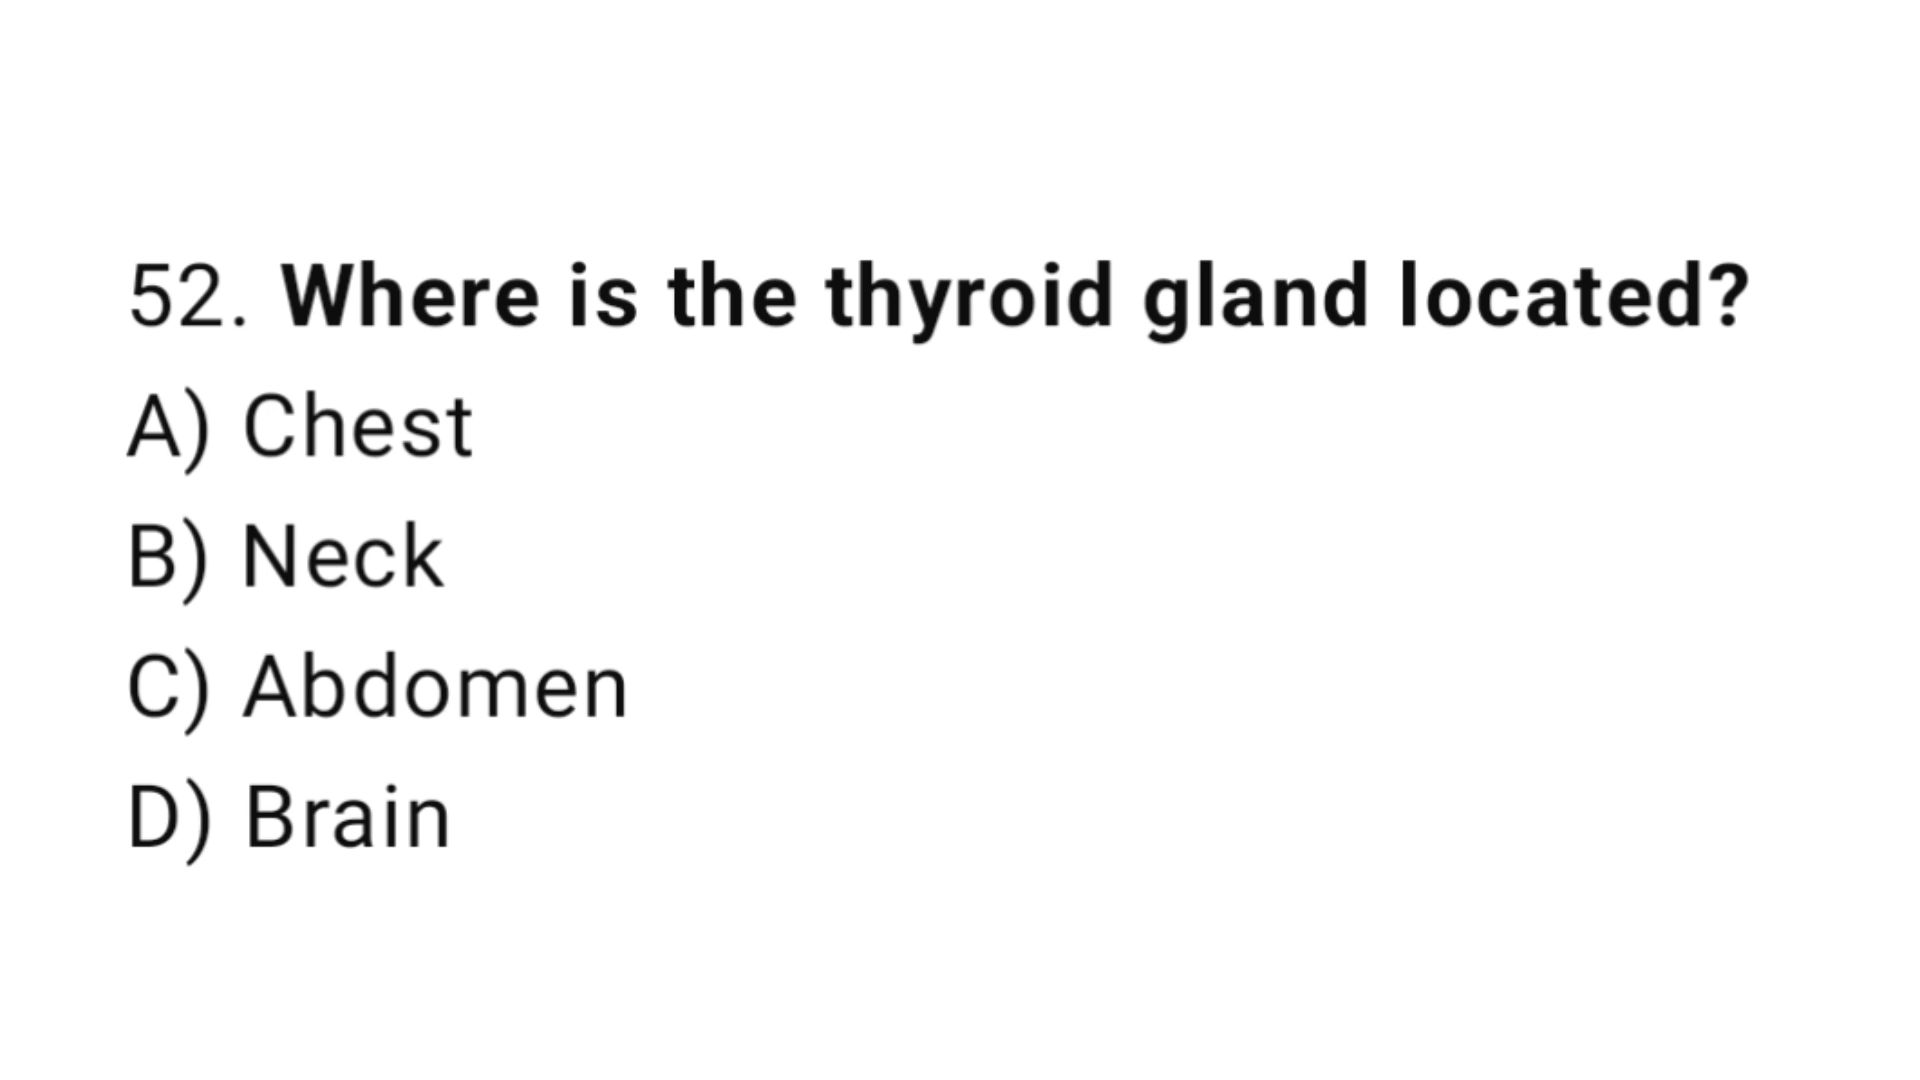 52. Where is the thyroid gland located?
A) Chest
B) Neck
C) Abdomen
D) Brain